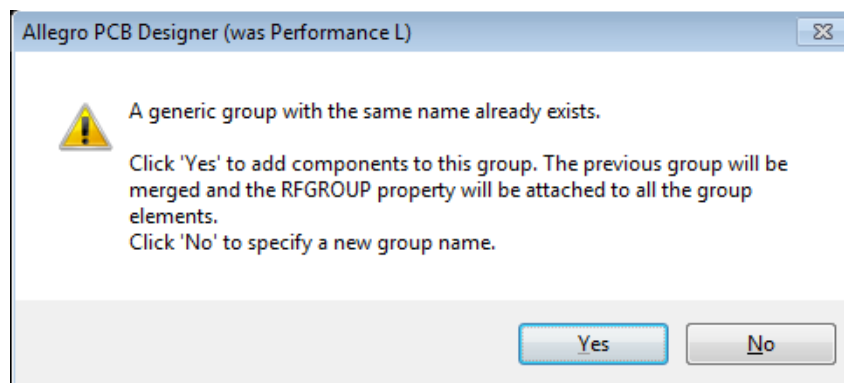 Allegro PCB Designer (was Performance L)
A generic group with the same name already exists.
Click 'Yes' to add components to this group. The previous group will be
merged and the RFGROUP property will be attached to all the group
elements.
Click 'No' to specify a new group name.
Yes
No